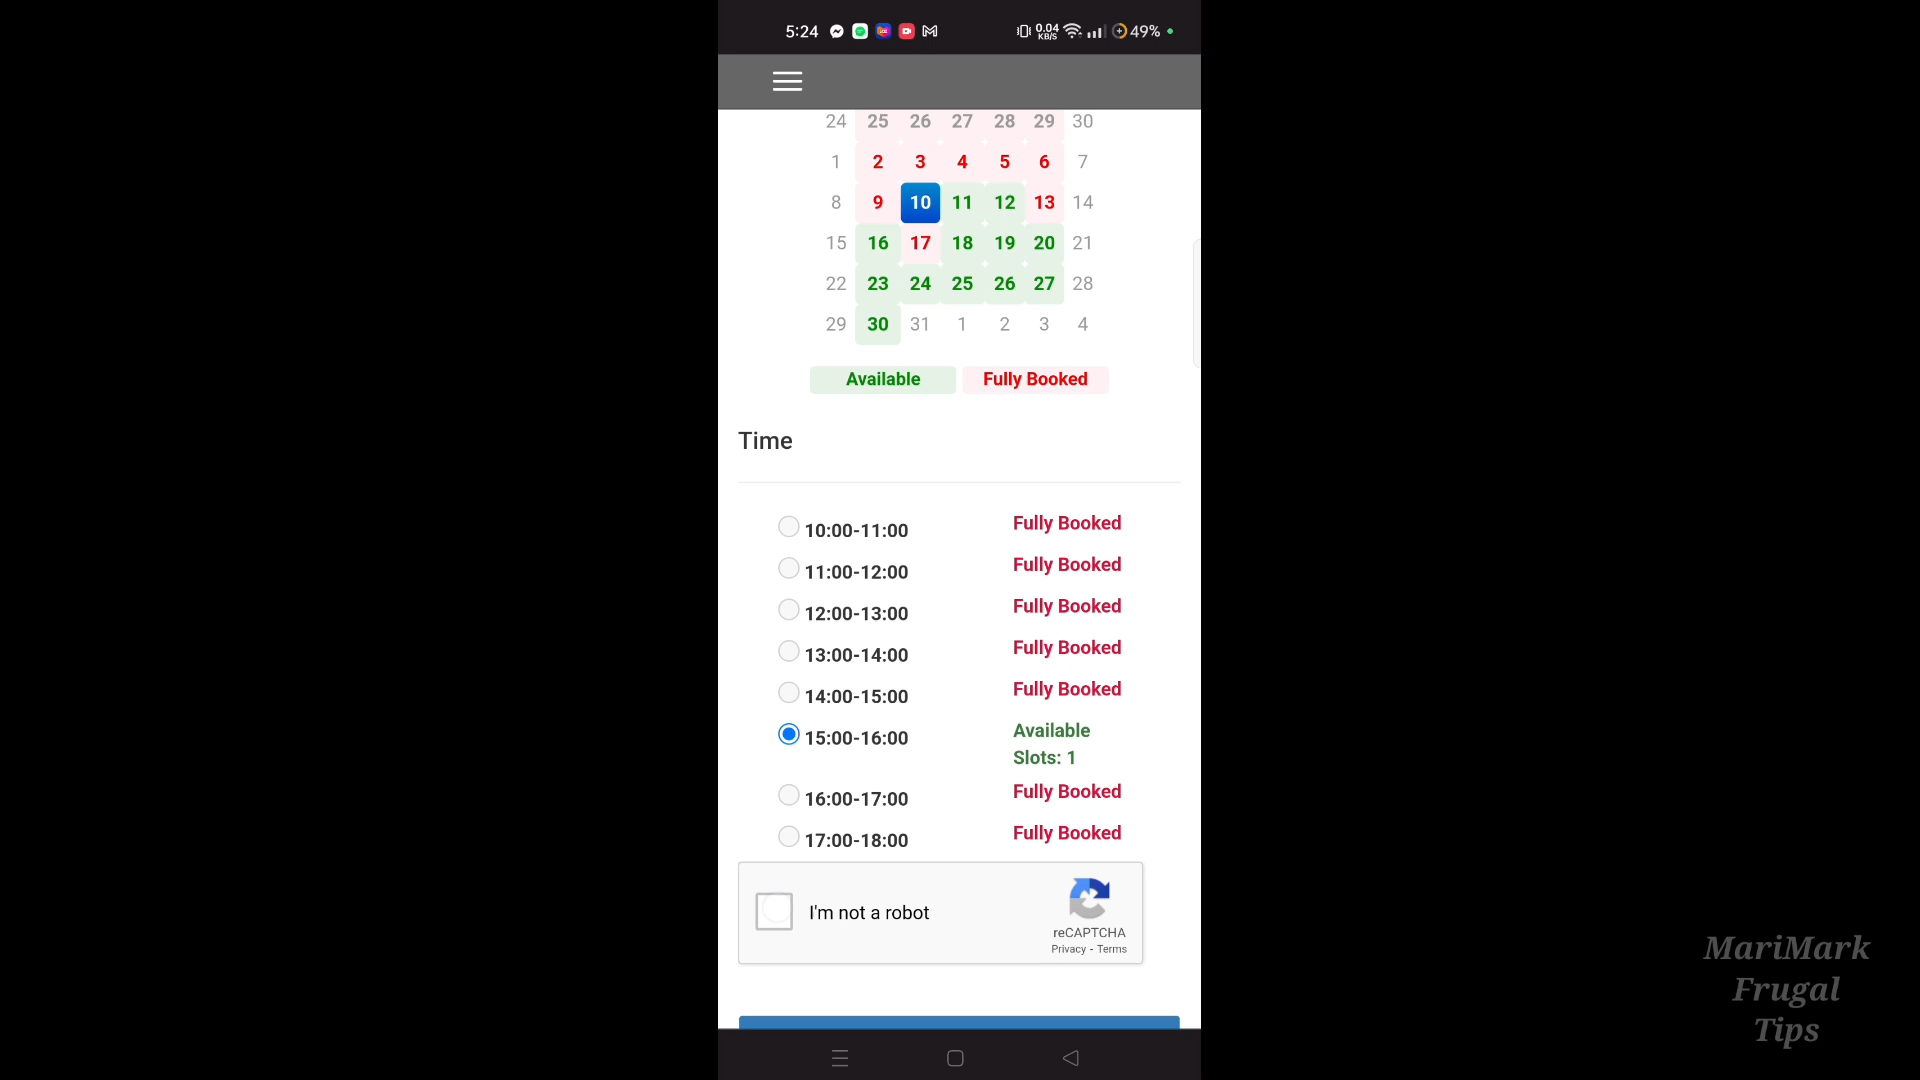 5:24 0.04 KB/S 49%
24 25 26 27 28 29 30
1 2 3 4 5 6 7
8 9 10 11 12 13 14
15 16 17 18 19 20 21
22 23 24 25 26 27 28
29 30 31 1 2 3 4
Available Fully Booked
Time
10:00-11:00 Fully Booked
11:00-12:00 Fully Booked
12:00-13:00 Fully Booked
13:00-14:00 Fully Booked
14:00-15:00 Fully Booked
15:00-16:00 Available
Slots: 1
16:00-17:00 Fully Booked
17:00-18:00 Fully Booked
I'm not a robot
reCAPTCHA
Privacy - Terms
MariMark
Frugal
Tips